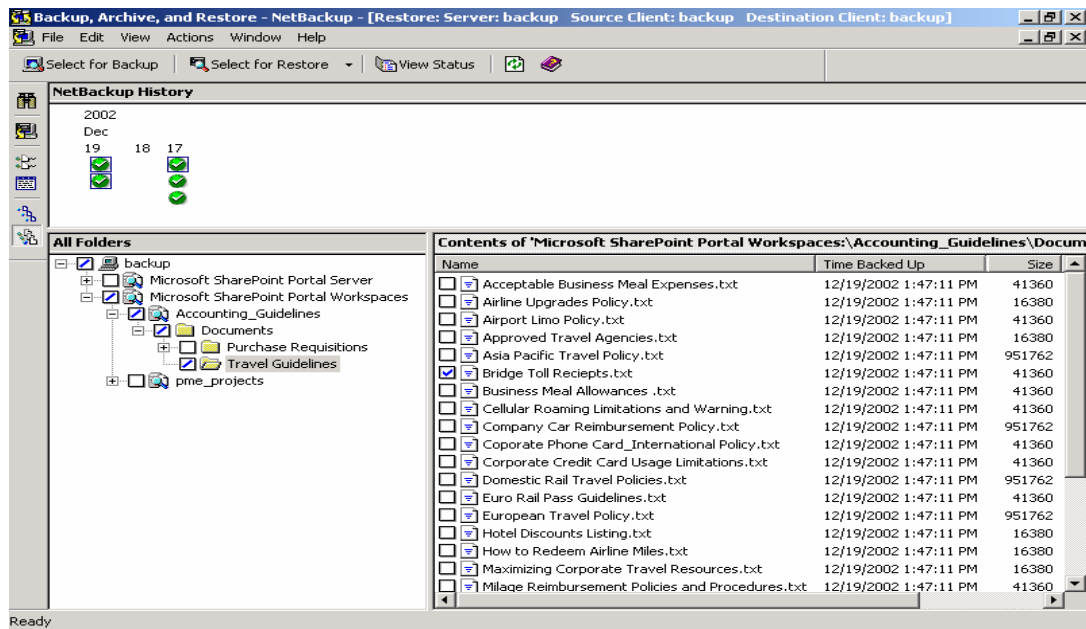 Backup, Archive, and Restore - NetBackup - [Restore: Server: backup Source Client: backup Destination Client: backup]
File Edit View Actions Window Help
Select for Backup Select for Restore View Status
NetBackup History
2002
Dec
19 18 17
All Folders
backup
Microsoft SharePoint Portal Server
Microsoft SharePoint Portal Workspaces
Accounting_Guidelines
Documents
Purchase Requisitions
Travel Guidelines
pme_projects
Contents of 'Microsoft SharePoint Portal Workspaces:\Accounting_Guidelines\Docum
Name Time Backed Up Size
Acceptable Business Meal Expenses.txt 12/19/2002 1:47:11 PM 41360
Airline Upgrades Policy.txt 12/19/2002 1:47:11 PM 16380
Airport Limo Policy.txt 12/19/2002 1:47:11 PM 41360
Approved Travel Agencies.txt 12/19/2002 1:47:11 PM 16380
Asia Pacific Travel Policy.txt 12/19/2002 1:47:11 PM 951762
Bridge Toll Reciepts.txt 12/19/2002 1:47:11 PM 41360
Business Meal Allowances .txt 12/19/2002 1:47:11 PM 41360
Cellular Roaming Limitations and Warning.txt 12/19/2002 1:47:11 PM 41360
Company Car Reimbursement Policy.txt 12/19/2002 1:47:11 PM 951762
Coporate Phone Card_International Policy.txt 12/19/2002 1:47:11 PM 41360
Corporate Credit Card Usage Limitations.txt 12/19/2002 1:47:11 PM 41360
Domestic Rail Travel Policies.txt 12/19/2002 1:47:11 PM 951762
Euro Rail Pass Guidelines.txt 12/19/2002 1:47:11 PM 41360
European Travel Policy.txt 12/19/2002 1:47:11 PM 951762
Hotel Discounts Listing.txt 12/19/2002 1:47:11 PM 16380
How to Redeem Airline Miles.txt 12/19/2002 1:47:11 PM 16380
Maximizing Corporate Travel Resources.txt 12/19/2002 1:47:11 PM 16380
Milage Reimbursement Policies and Procedures.txt 12/19/2002 1:47:11 PM 41360
Ready